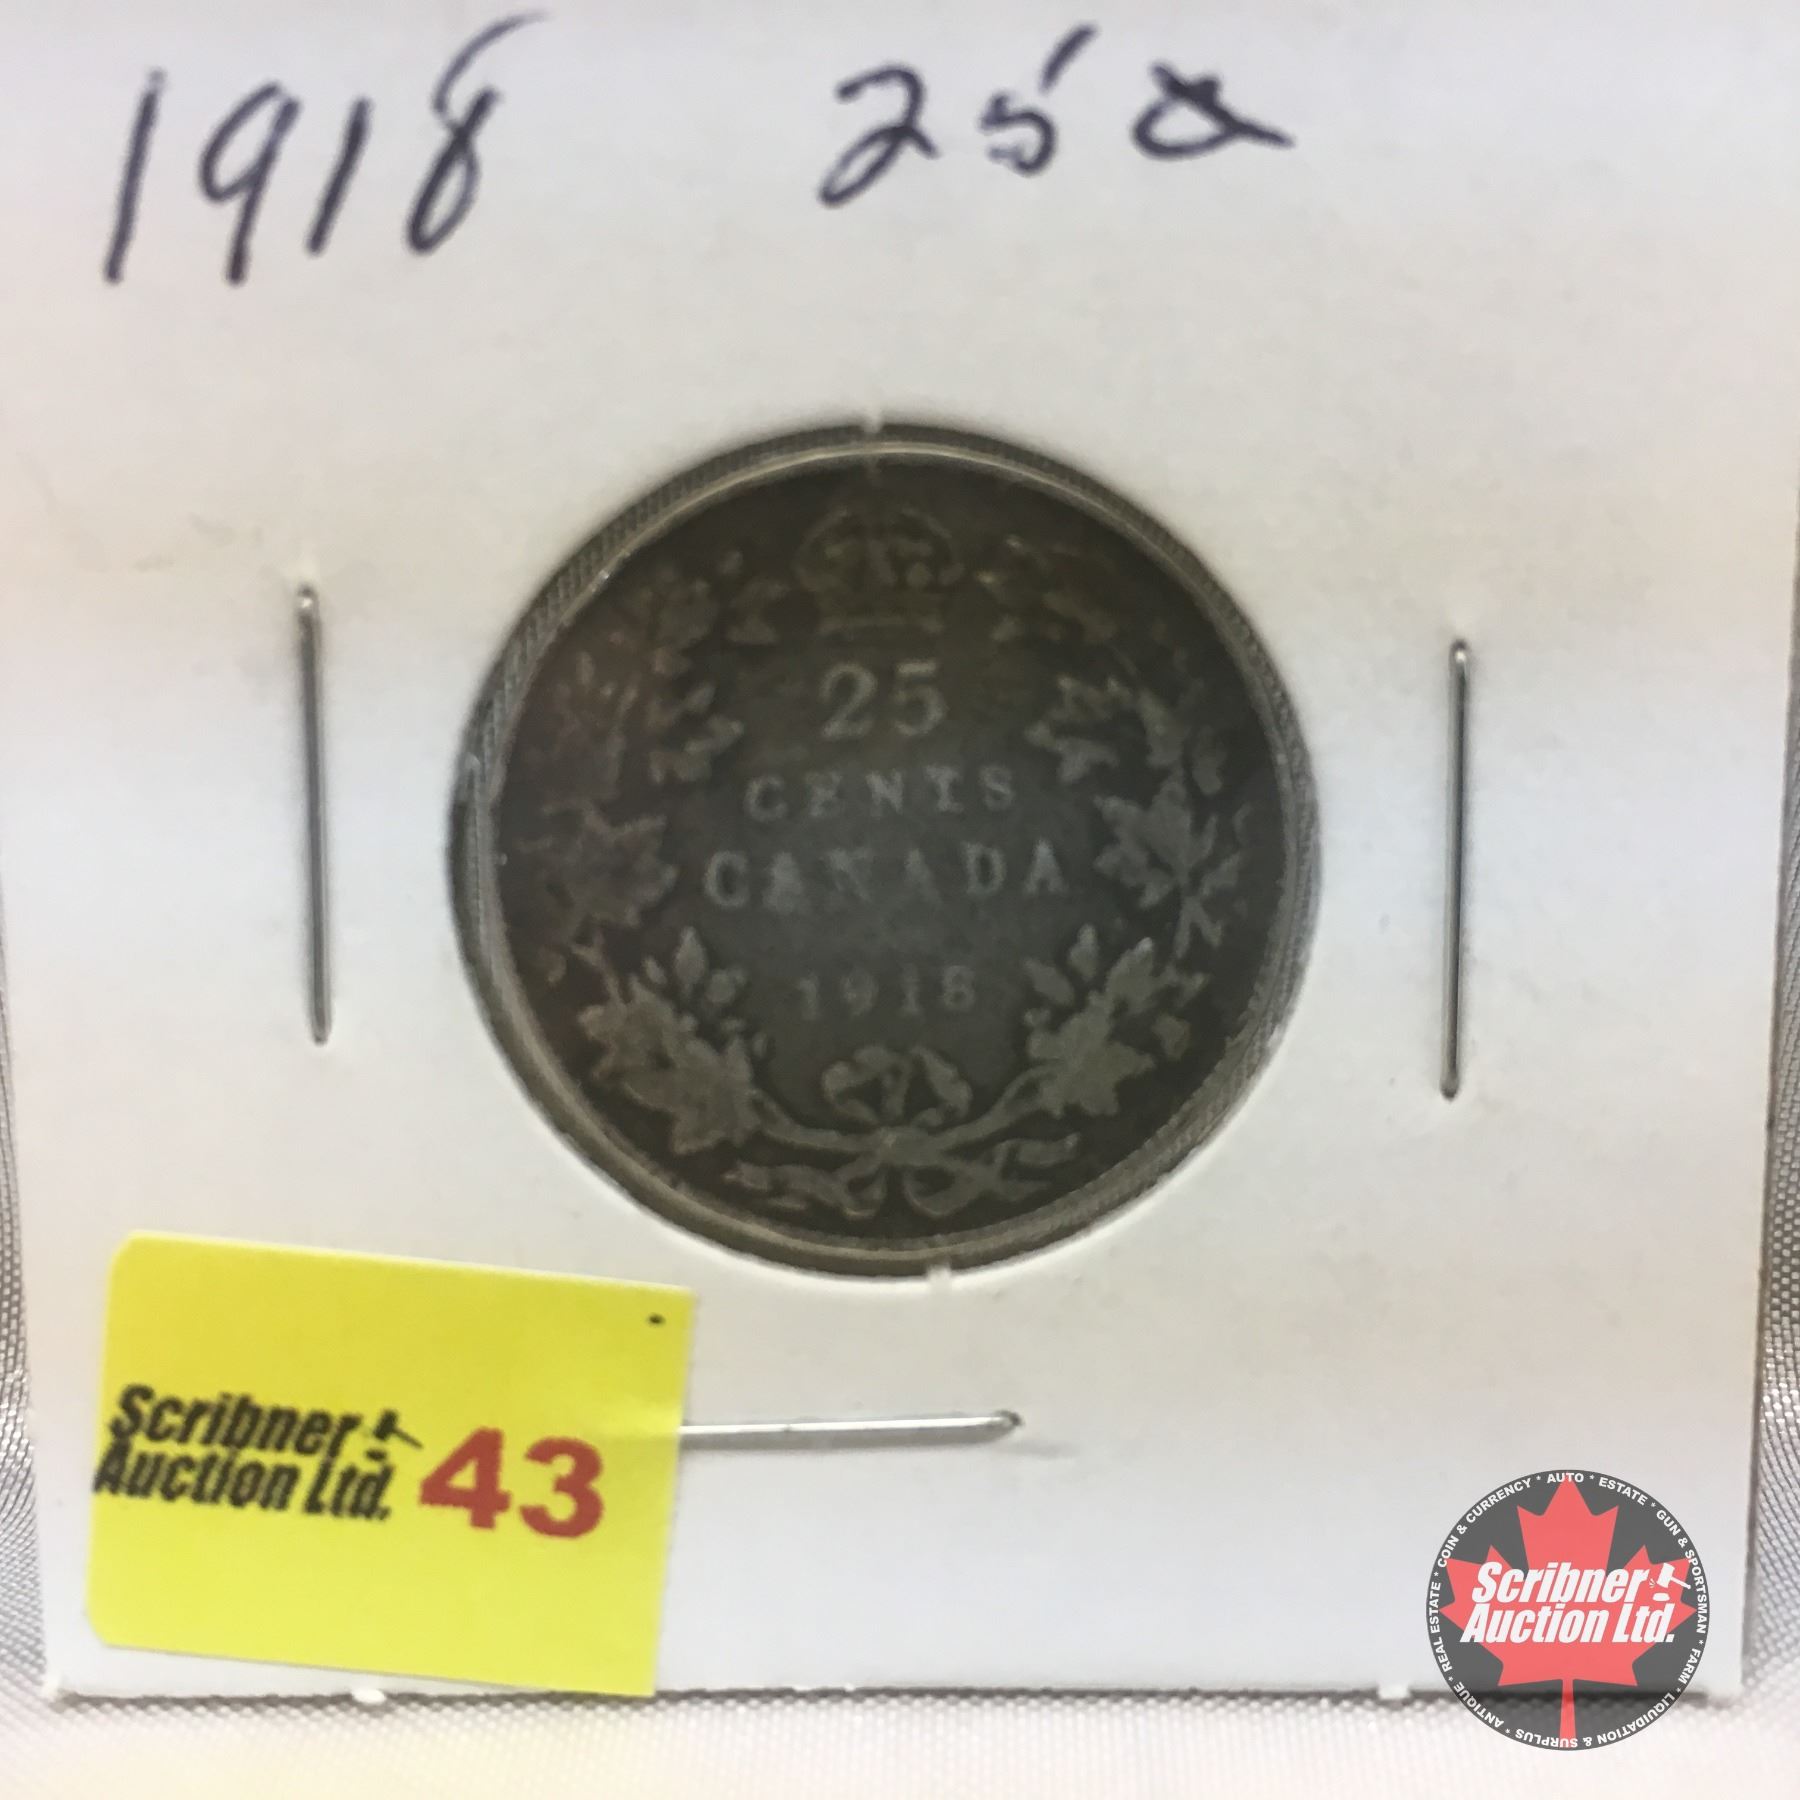 1918 25¢
25
CENTS
CANADA
1918
Scribner
Auction Ltd. 43
Scribner
Auction Ltd.
REAL ESTATE * COIN & CURRENCY * AUTO * ESTATE * GUN & SPORTSMAN * FARM * LIQUIDATION & SURPLUS * ANTIQUE *